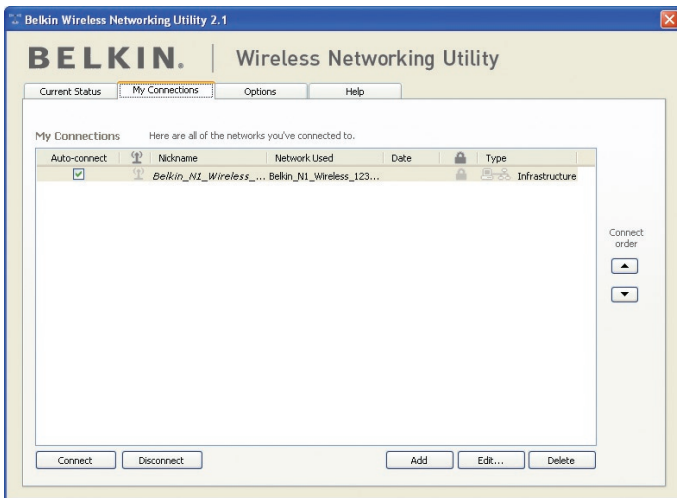 Belkin Wireless Networking Utility 2.1
BELKIN. | Wireless Networking Utility
Current Status My Connections Options Help
My Connections Here are all of the networks you've connected to.
Auto-connect Nickname Network Used Date Type
Belkin_N1_Wireless_... Belkin_N1_Wireless_123... Infrastructure
Connect
order
Connect Disconnect Add Edit... Delete